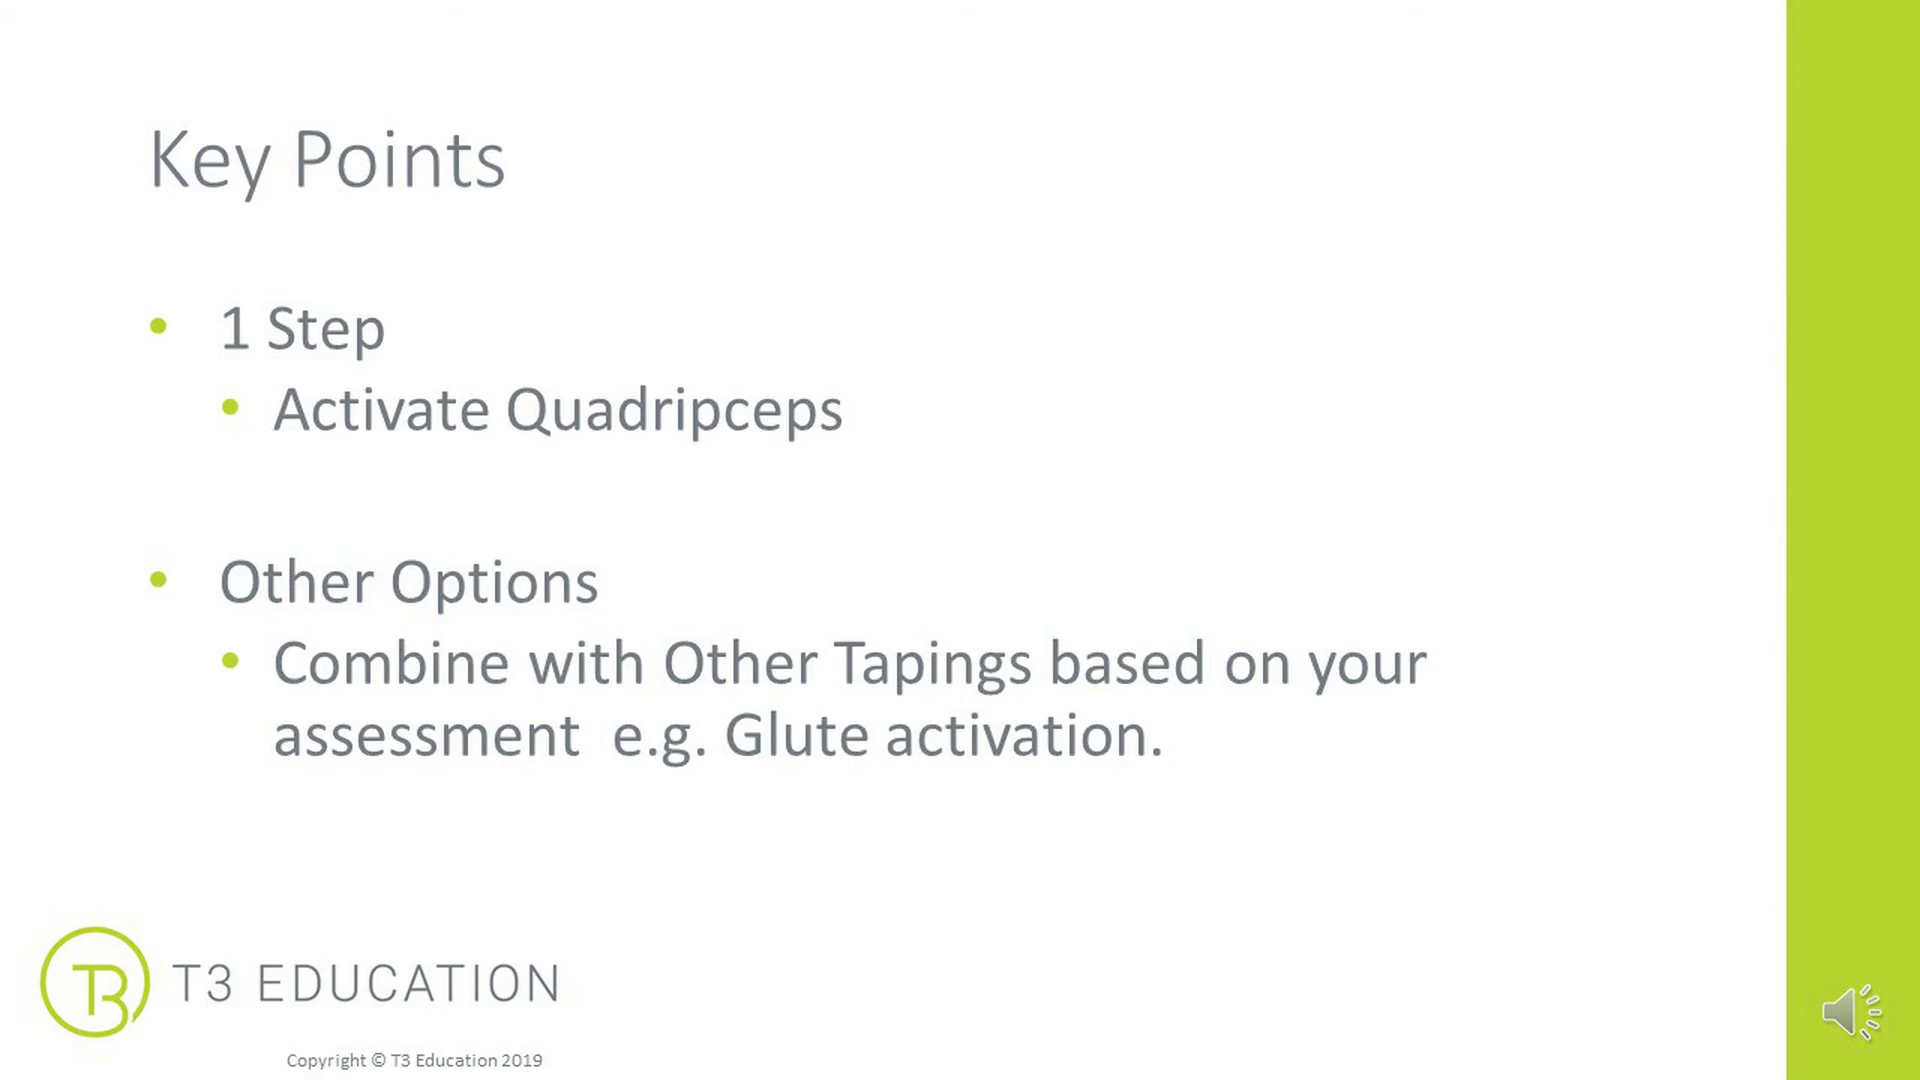 Key Points
• 1 Step
• Activate Quadripceps
• Other Options
• Combine with Other Tapings based on your
assessment  e.g. Glute activation.
T3 T3 EDUCATION
Copyright © T3 Education 2019